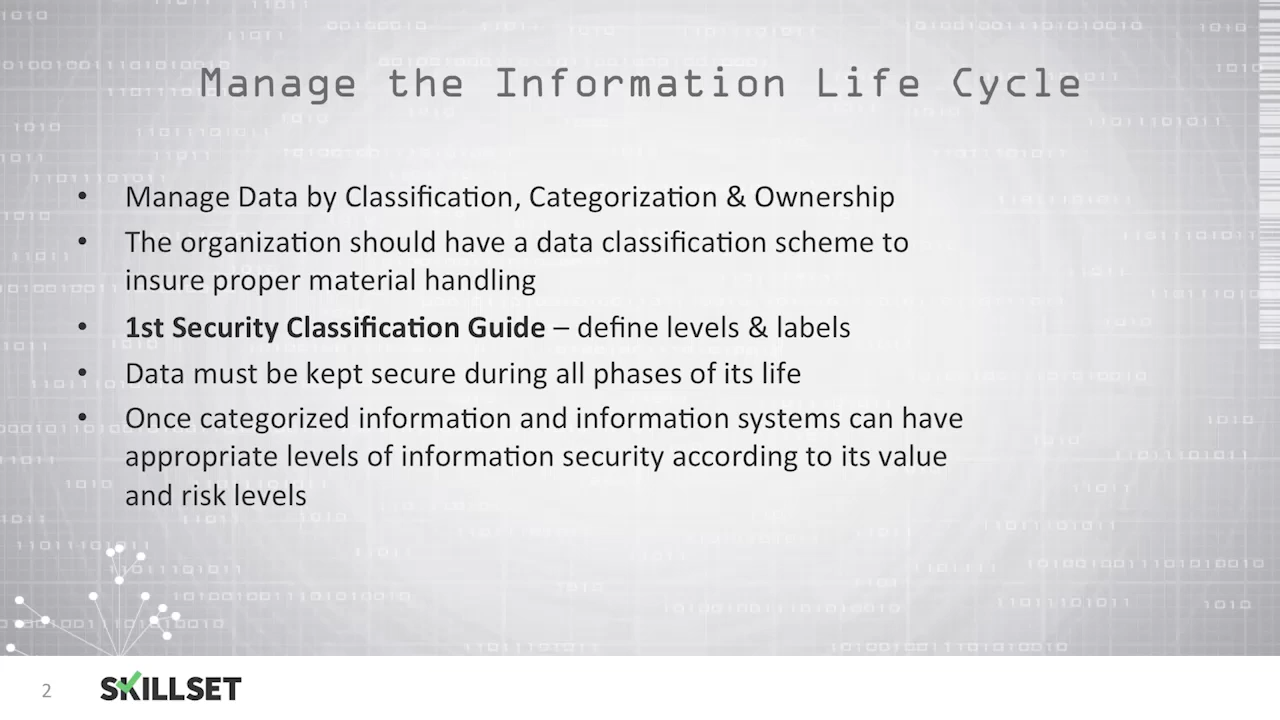 Manage the Information Life Cycle
• Manage Data by Classification, Categorization & Ownership
• The organization should have a data classification scheme to
insure proper material handling
• 1st Security Classification Guide – define levels & labels
• Data must be kept secure during all phases of its life
• Once categorized information and information systems can have
appropriate levels of information security according to its value
and risk levels
2
SKILLSET